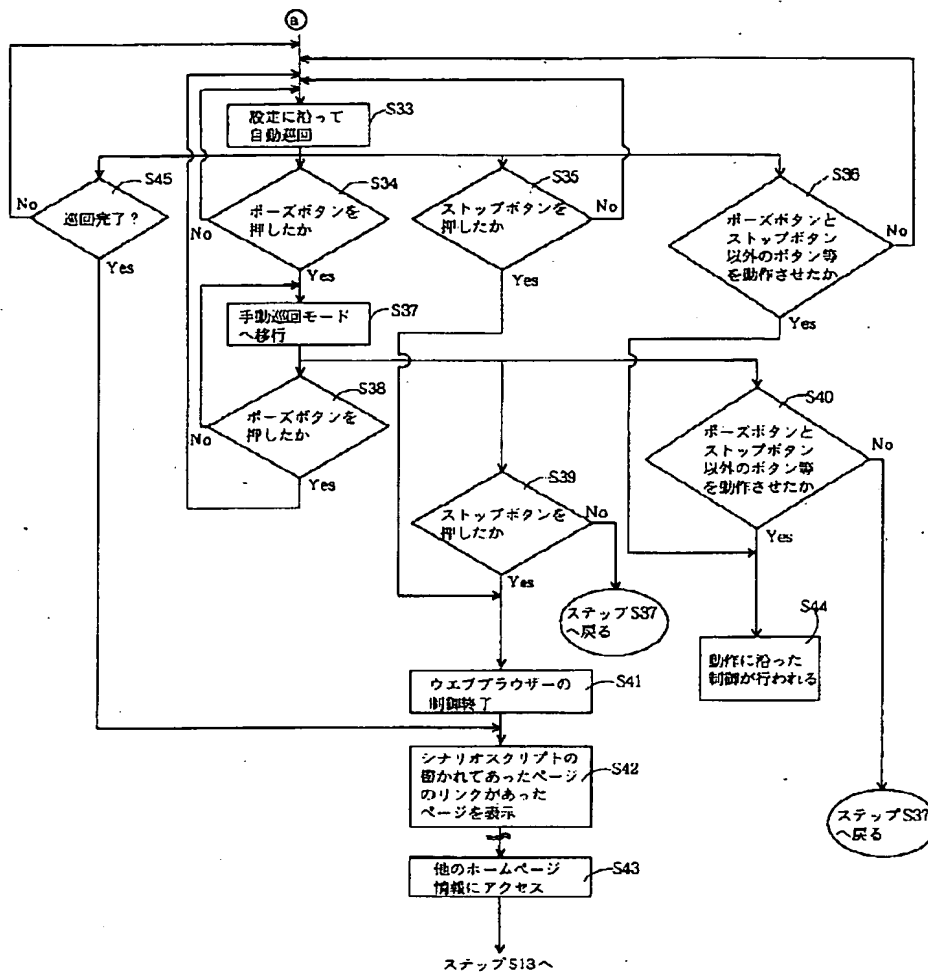 a
設定に沿って
自動巡回
S33
S45
巡回完了?
No
Yes
S34
ポーズボタンを
押したか
No
Yes
S35
ストップボタンを
押したか
No
Yes
S36
ポーズボタンと
ストップボタン
以外のボタン等
を動作させたか
No
Yes
手動巡回モード
へ移行
S37
S38
ポーズボタンを
押したか
No
Yes
S39
ストップボタンを
押したか
No
Yes
S40
ポーズボタンと
ストップボタン
以外のボタン等
を動作させたか
No
Yes
ステップS37
へ戻る
S44
動作に沿った
制御が行われる
ウエブブラウザーの
制御終了
S41
シナリオスクリプトの
書かれてあったページ
のリンクがあった
ページを表示
S42
ステップS37
へ戻る
他のホームページ
情報にアクセス
S43
ステップS13へ